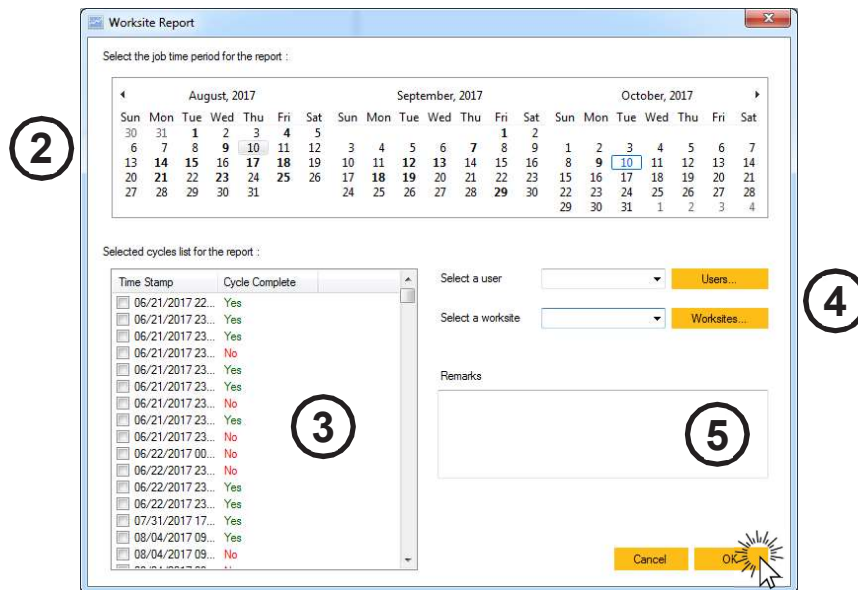 Worksite Report
Select the job time period for the report :
August, 2017
Sun Mon Tue Wed Thu Fri Sat
30 31 1 2 3 4 5
6 7 8 9 10 11 12
13 14 15 16 17 18 19
20 21 22 23 24 25 26
27 28 29 30 31
September, 2017
Sun Mon Tue Wed Thu Fri Sat
1 2
3 4 5 6 7 8 9
10 11 12 13 14 15 16
17 18 19 20 21 22 23
24 25 26 27 28 29 30
October, 2017
Sun Mon Tue Wed Thu Fri Sat
1 2 3 4 5 6 7
8 9 10 11 12 13 14
15 16 17 18 19 20 21
22 23 24 25 26 27 28
29 30 31 1 2 3 4
2
Selected cycles list for the report :
Time Stamp Cycle Complete
06/21/2017 22... Yes
06/21/2017 23... Yes
06/21/2017 23... Yes
06/21/2017 23... No
06/21/2017 23... Yes
06/21/2017 23... Yes
06/21/2017 23... No
06/21/2017 23... Yes
06/21/2017 23... No
06/22/2017 00... No
06/22/2017 23... No
06/22/2017 23... Yes
06/22/2017 23... Yes
07/31/2017 17... Yes
08/04/2017 09... Yes
08/04/2017 09... No
3
Select a user
Users...
Select a worksite
Worksites...
4
Remarks
5
Cancel
OK